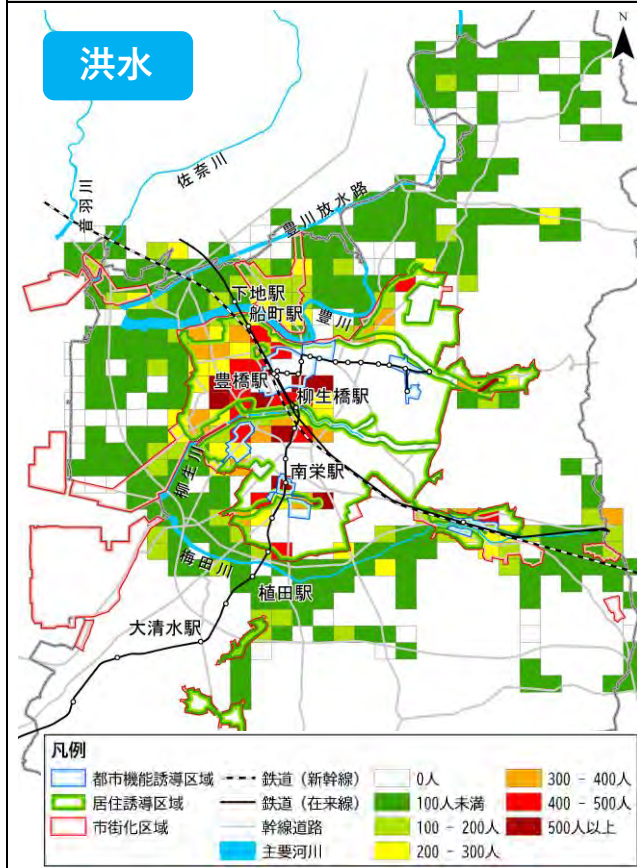 洪水
N
佐奈川
音羽川
豊川放水路
下地駅
船町駅
豊川
豊橋駅
柳生橋駅
柳生川
南栄駅
梅田川
植田駅
大清水駅
凡例
都市機能誘導区域 鉄道（新幹線） 0人 300 - 400人
居住誘導区域 鉄道（在来線） 100人未満 400 - 500人
市街化区域 幹線道路 100 - 200人 500人以上
主要河川 200 - 300人